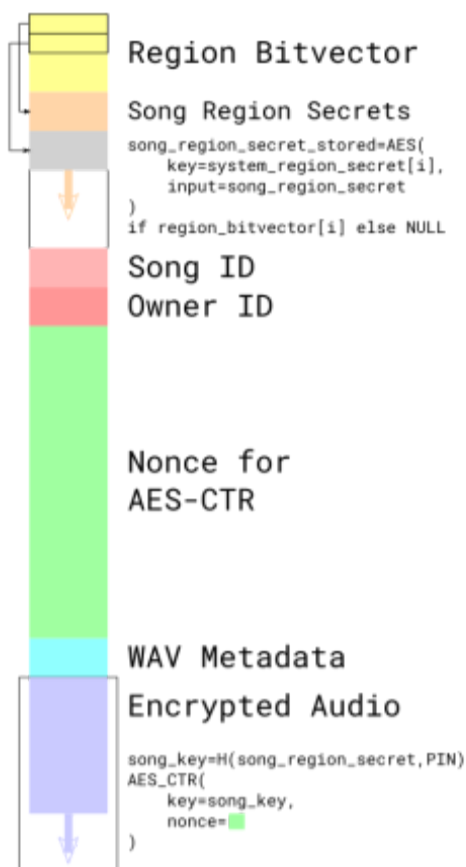 Region Bitvector
Song Region Secrets
song_region_secret_stored=AES(
key=system_region_secret[i],
input=song_region_secret
)
if region_bitvector[i] else NULL
Song ID
Owner ID
Nonce for
AES-CTR
WAV Metadata
Encrypted Audio
song_key=H(song_region_secret,PIN)
AES_CTR(
key=song_key,
nonce=
)